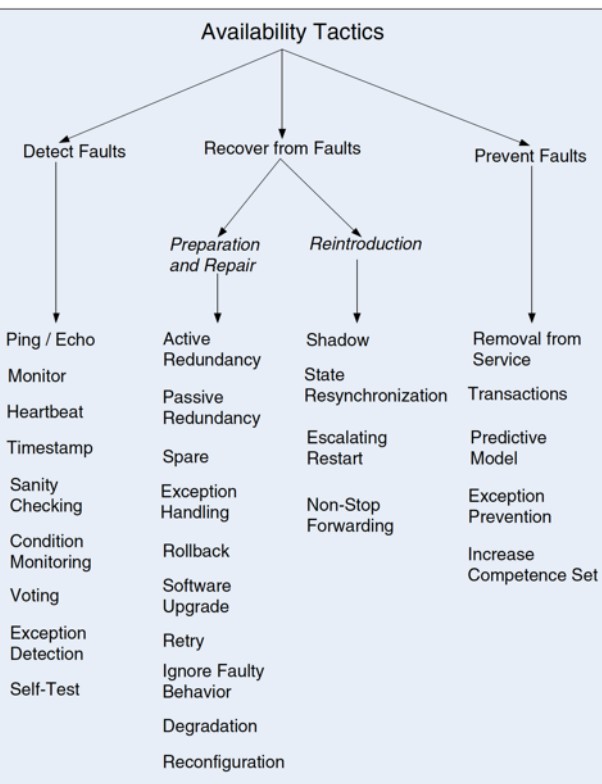 Availability Tactics
Detect Faults
Recover from Faults
Prevent Faults
Preparation
and Repair
Reintroduction
Ping / Echo
Monitor
Heartbeat
Timestamp
Sanity
Checking
Condition
Monitoring
Voting
Exception
Detection
Self-Test
Active
Redundancy
Passive
Redundancy
Spare
Exception
Handling
Rollback
Software
Upgrade
Retry
Ignore Faulty
Behavior
Degradation
Reconfiguration
Shadow
State
Resynchronization
Escalating
Restart
Non-Stop
Forwarding
Removal from
Service
Transactions
Predictive
Model
Exception
Prevention
Increase
Competence Set